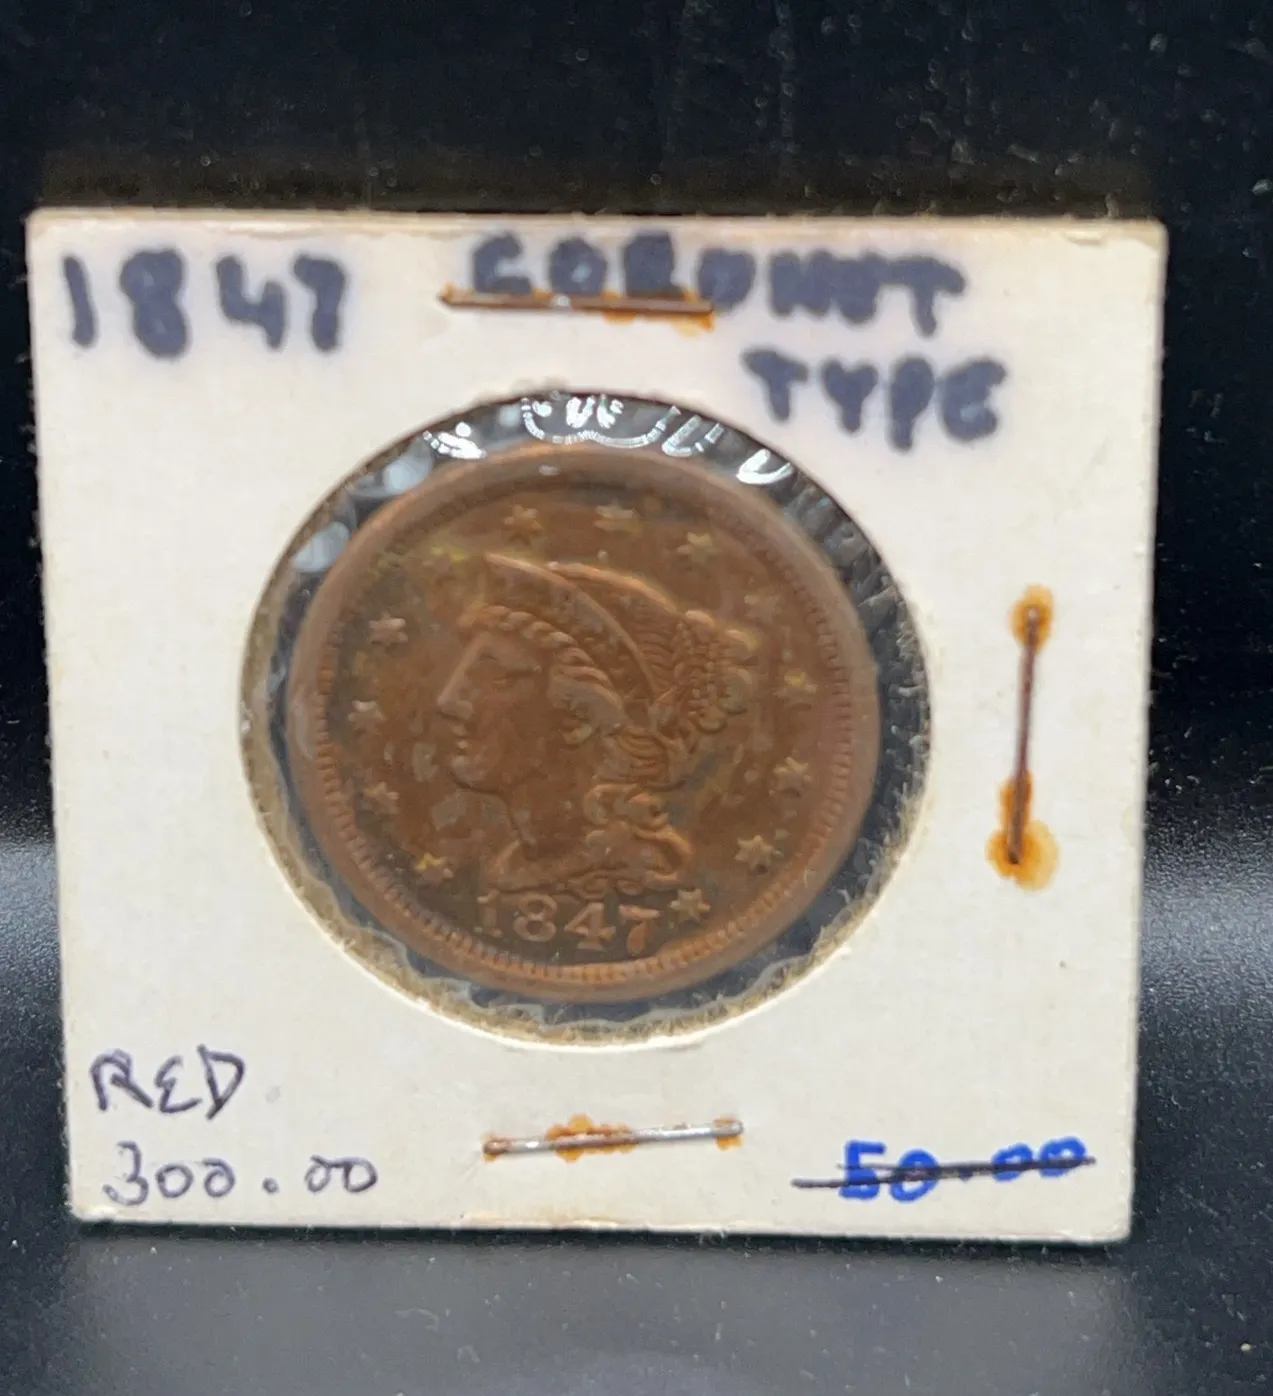 1847 CORONET
TYPE
1847
RED
300.00
50.00